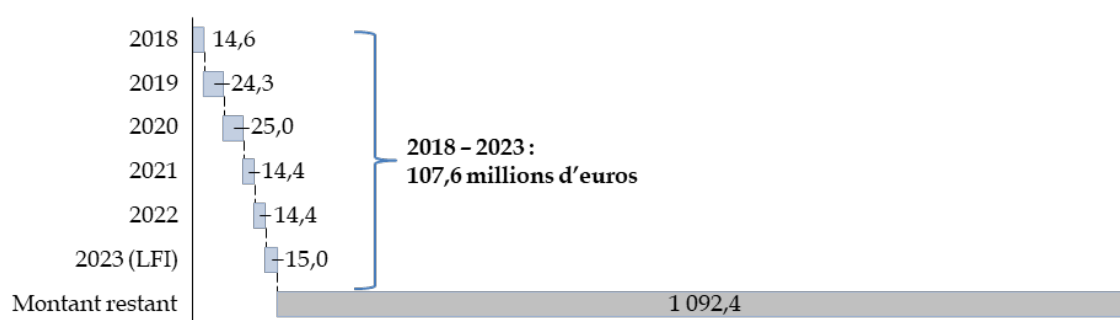 2018 14,6
2019 24,3
2020 25,0
2018 – 2023 :
2021 14,4
107,6 millions d'euros
2022 14,4
2023 (LFI) 15,0
Montant restant 1 092,4